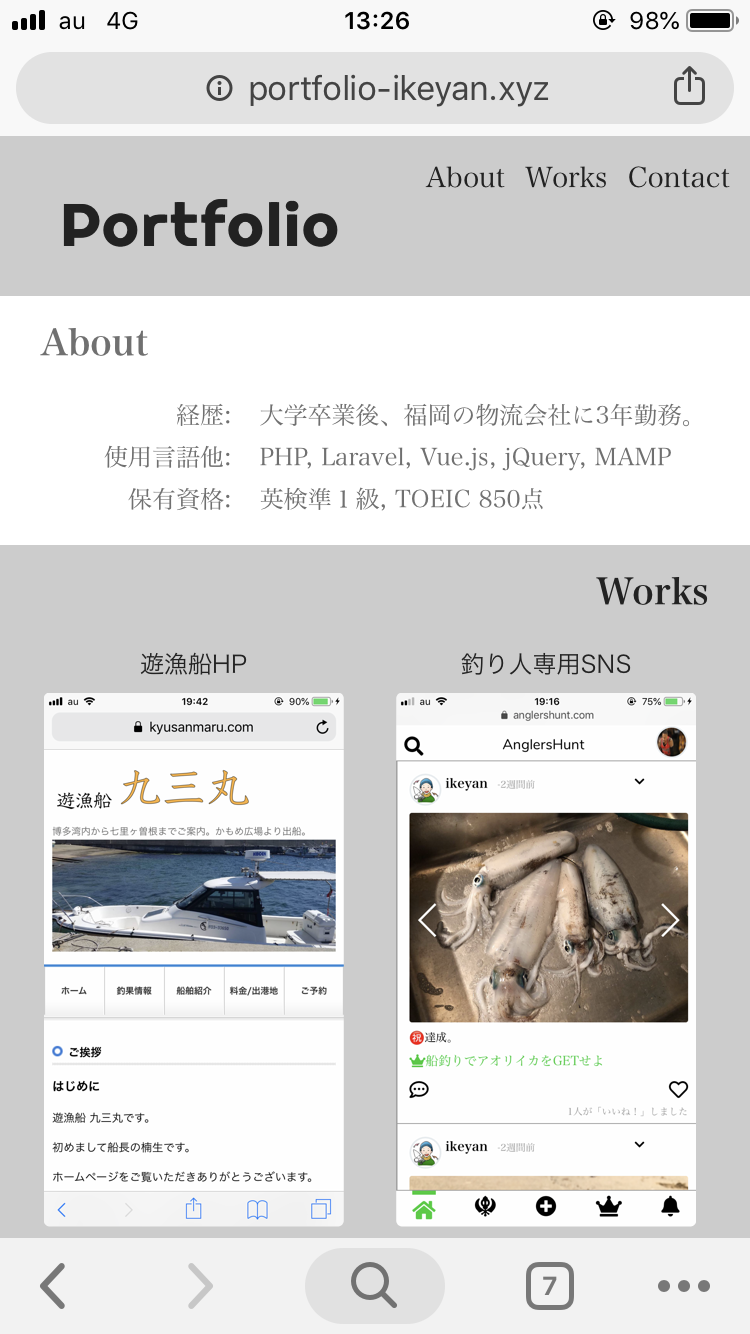 au 4G 13:26 98%
portfolio-ikeyan.xyz
About Works Contact
Portfolio
About
経歴: 大学卒業後、福岡の物流会社に3年勤務。
使用言語他: PHP, Laravel, Vue.js, jQuery, MAMP
保有資格: 英検準1級, TOEIC 850点
Works
遊漁船HP
au 19:42 90%
kyusanmaru.com
遊漁船 九三丸
博多湾内から七里ヶ曽根までご案内。かもめ広場より出船。
ホーム 釣果情報 船舶紹介 料金/出港地 ご予約
ご挨拶
はじめに
遊漁船 九三丸です。
初めまして船長の楠生です。
ホームページをご覧いただきありがとうございます。
釣り人専用SNS
au 19:16 75%
anglershunt.com
AnglersHunt
ikeyan -2週間前
㊗達成。
船釣りでアオリイカをGETせよ
1人が「いいね！」しました
ikeyan -2週間前
7